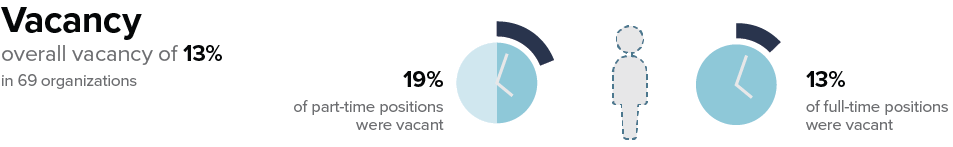 Vacancy
overall vacancy of 13%
in 69 organizations
19%
of part-time positions
were vacant
13%
of full-time positions
were vacant